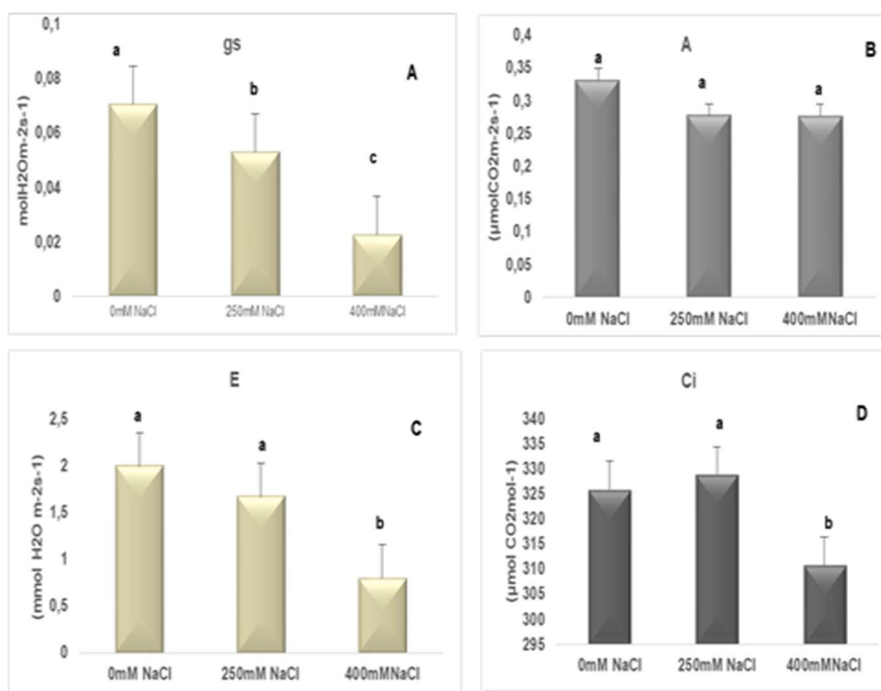 gs
A
molH2Om-2s-1)
0,1
0,08
0,06
0,04
0,02
0
a
b
c
0mM NaCl
250mM NaCl
400mMNaCl
A
B
(µmolCO2m-2s-1)
0,4
0,35
0,3
0,25
0,2
0,15
0,1
0,05
0
a
a
a
0mM NaCl
250mM NaCl
400mMNaCl
E
C
(mmol H2O m-2s-1)
2,5
2
1,5
1
0,5
0
a
a
b
0mM NaCl
250mM NaCl
400mMNaCl
Ci
D
(µmol CO2mol-1)
340
335
330
325
320
315
310
305
300
295
a
a
b
0mM NaCl
250mM NaCl
400mMNaCl